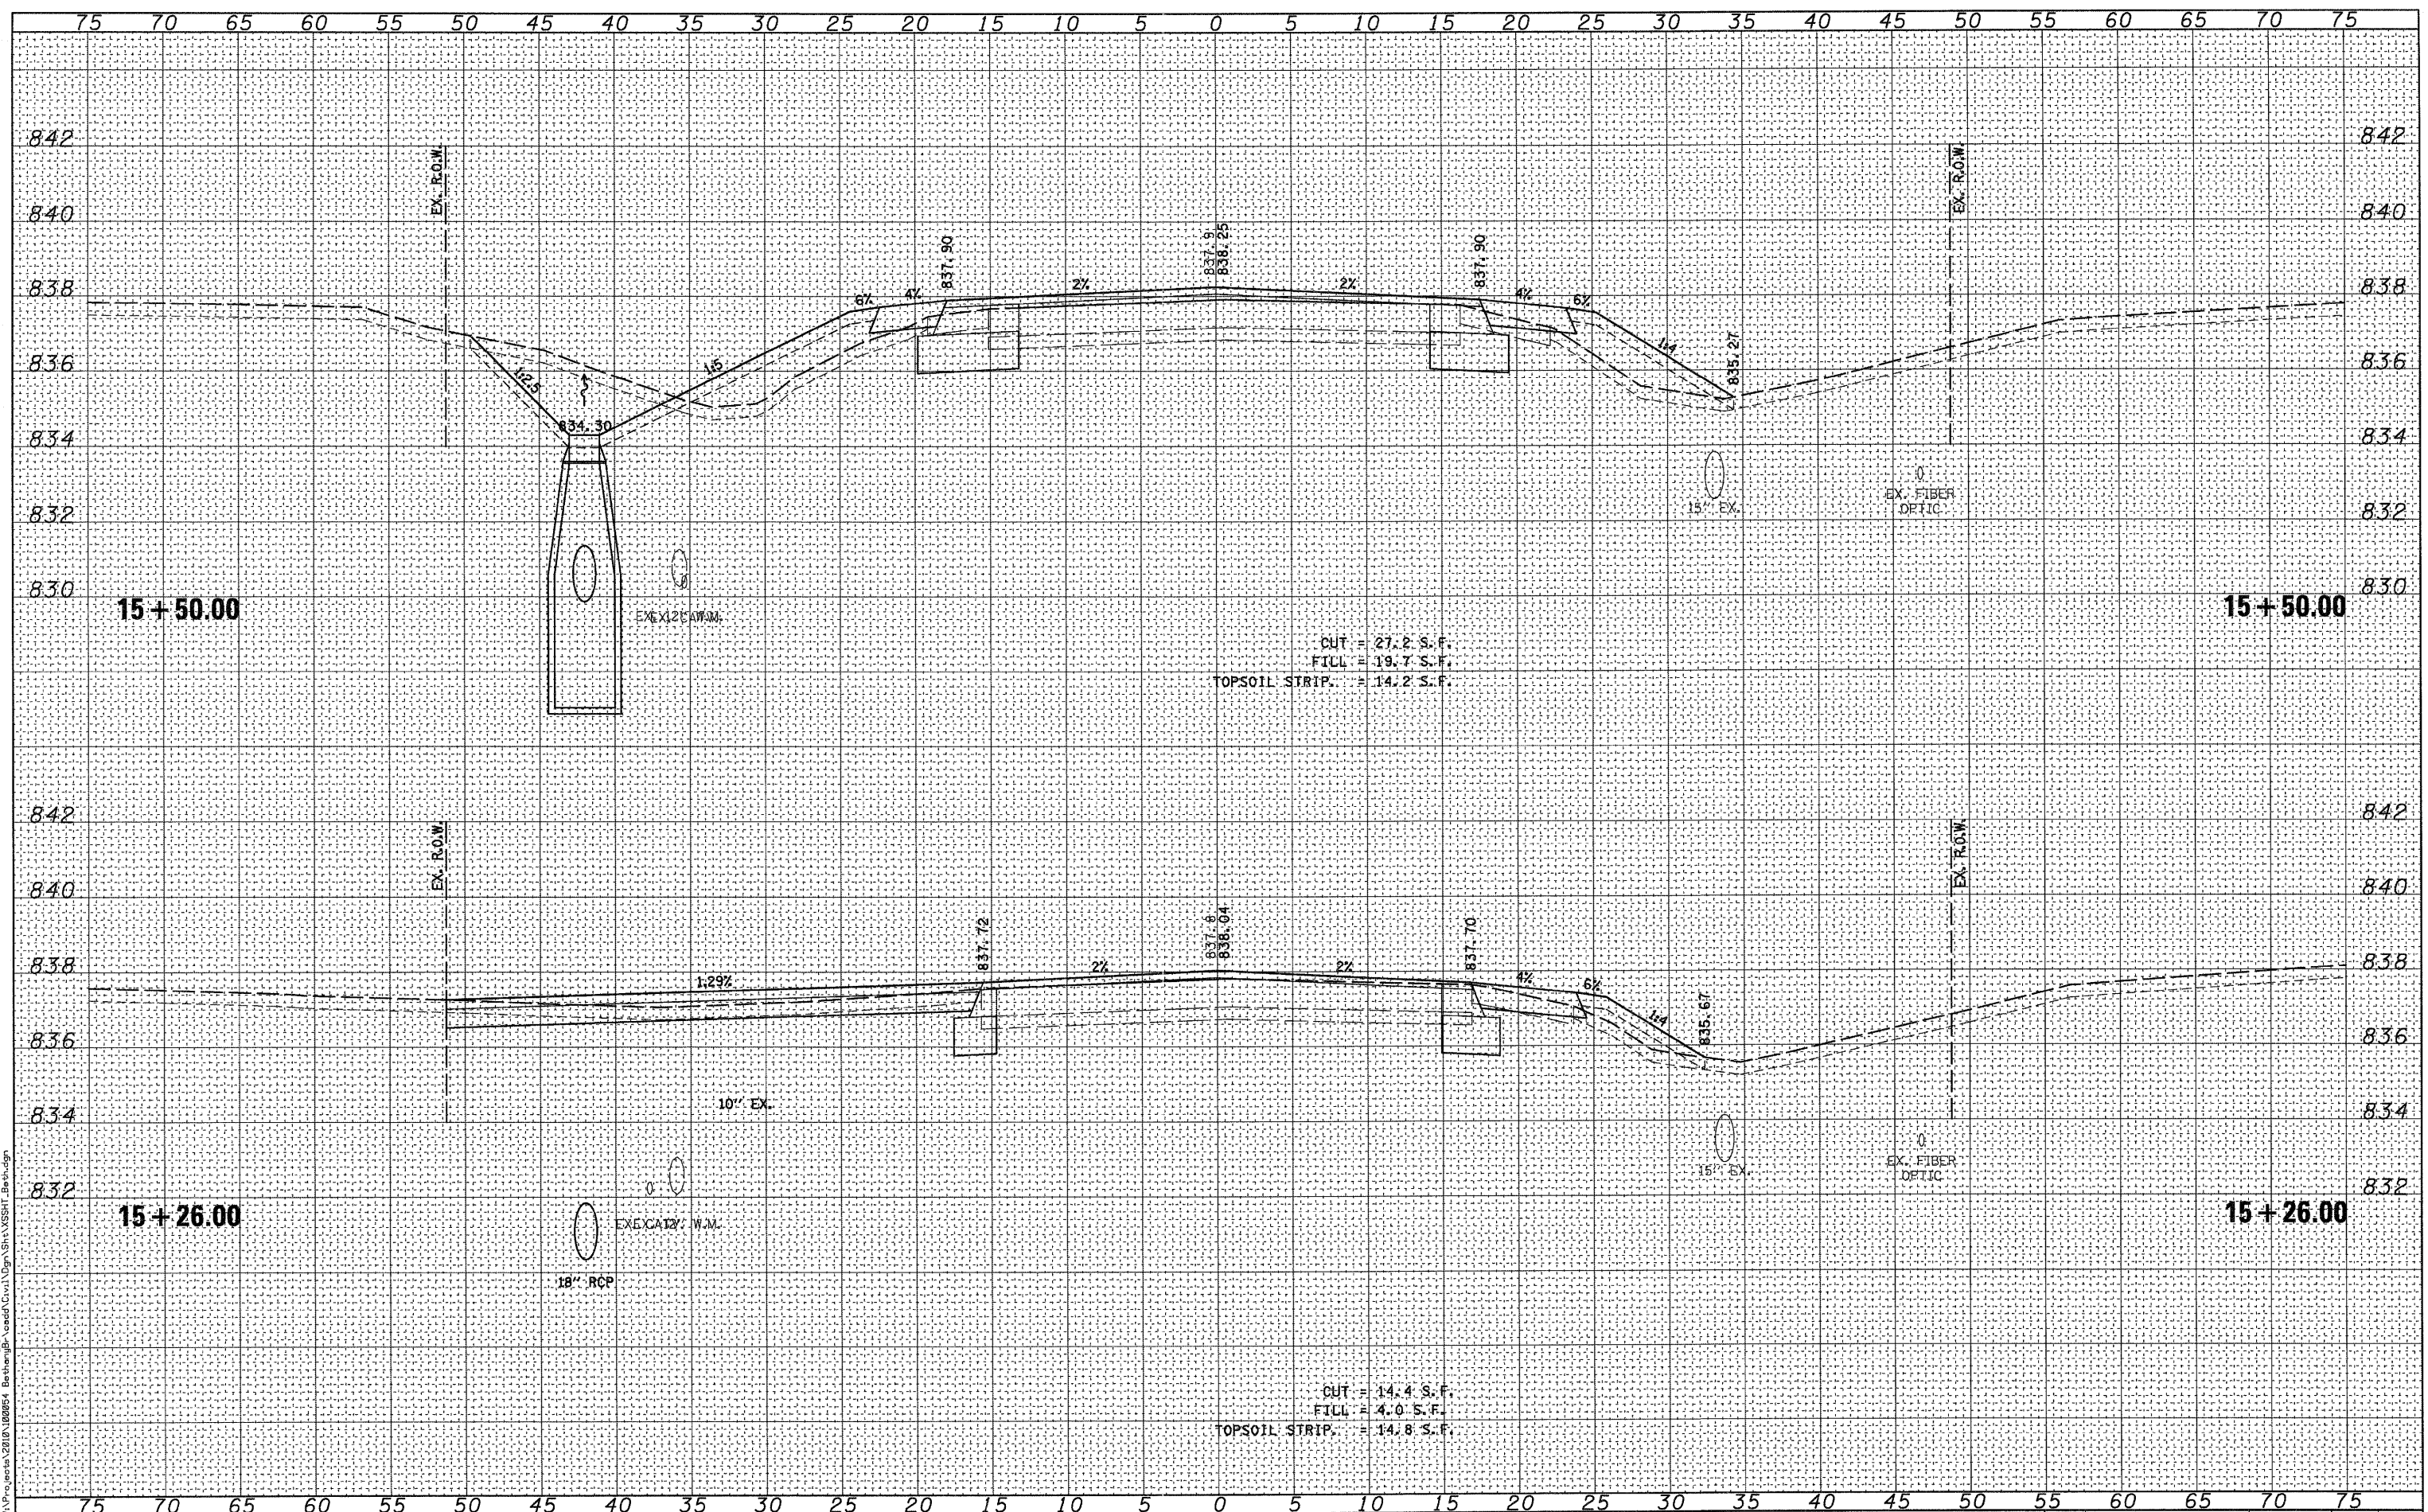 75 70 65 60 55 50 45 40 35 30 25 20 15 10 5 0 5 10 15 20 25 30 35 40 45 50 55 60 65 70 75
842 842
EX. R.O.W. EX. R.O.W.
840 840
837.90 837.9 838.25 837.90
838 6% 4% 2% 2% 4% 6% 838
836 1:2.5 1:5 1:4 835.27 836
834 834.30 834
EX. FIBER
OPTIC
15" EX.
832 832
830 830
15+50.00 15+50.00
CUT = 27.2 S.F.
FILL = 19.7 S.F.
TOPSOIL STRIP. = 14.2 S.F.
842 842
EX. R.O.W. EX. R.O.W.
840 840
837.72 837.8 838.04 837.70
838 1.29% 2% 2% 4% 6% 838
836 1:4 835.67 836
834 10" EX. 834
EX. FIBER
OPTIC
15" EX.
832 832
15+26.00 15+26.00
W.M.
18" RCP
CUT = 14.4 S.F.
FILL = 4.0 S.F.
TOPSOIL STRIP. = 14.8 S.F.
75 70 65 60 55 50 45 40 35 30 25 20 15 10 5 0 5 10 15 20 25 30 35 40 45 50 55 60 65 70 75